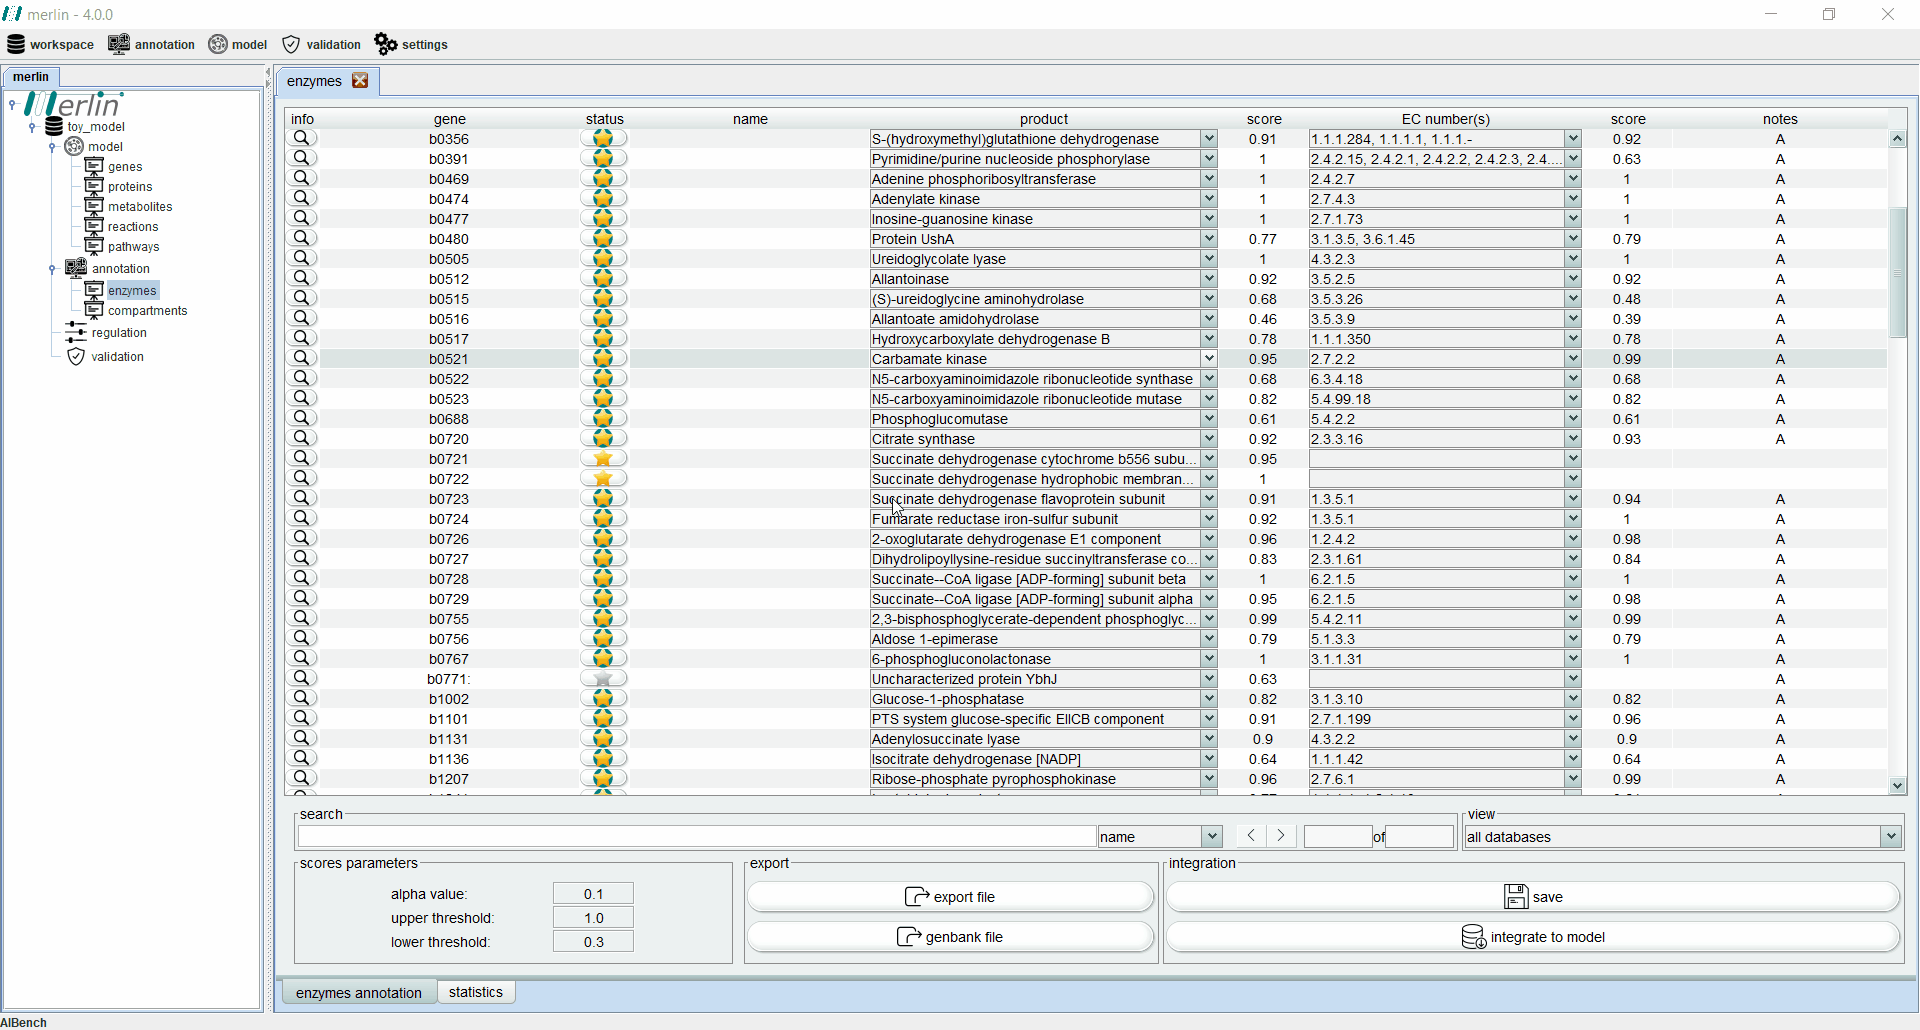 merlin - 4.0.0
workspace annotation model validation settings
merlin
merlin
toy_model
model
genes
proteins
metabolites
reactions
pathways
annotation
enzymes
compartments
regulation
validation
enzymes
info gene status name product score EC number(s) score notes
b0356 S-(hydroxymethyl)glutathione dehydrogenase 0.91 1.1.1.284, 1.1.1.1, 1.1.1.- 0.92 A
b0391 Pyrimidine/purine nucleoside phosphorylase 1 2.4.2.15, 2.4.2.1, 2.4.2.2, 2.4.2.3, 2.4.... 0.63 A
b0469 Adenine phosphoribosyltransferase 1 2.4.2.7 1 A
b0474 Adenylate kinase 1 2.7.4.3 1 A
b0477 Inosine-guanosine kinase 1 2.7.1.73 1 A
b0480 Protein UshA 0.77 3.1.3.5, 3.6.1.45 0.79 A
b0505 Ureidoglycolate lyase 1 4.3.2.3 1 A
b0512 Allantoinase 0.92 3.5.2.5 0.92 A
b0515 (S)-ureidoglycine aminohydrolase 0.68 3.5.3.26 0.48 A
b0516 Allantoate amidohydrolase 0.46 3.5.3.9 0.39 A
b0517 Hydroxycarboxylate dehydrogenase B 0.78 1.1.1.350 0.78 A
b0521 Carbamate kinase 0.95 2.7.2.2 0.99 A
b0522 N5-carboxyaminoimidazole ribonucleotide synthase 0.68 6.3.4.18 0.68 A
b0523 N5-carboxyaminoimidazole ribonucleotide mutase 0.82 5.4.99.18 0.82 A
b0688 Phosphoglucomutase 0.61 5.4.2.2 0.61 A
b0720 Citrate synthase 0.92 2.3.3.16 0.93 A
b0721 Succinate dehydrogenase cytochrome b556 subu... 0.95
b0722 Succinate dehydrogenase hydrophobic membran... 1
b0723 Succinate dehydrogenase flavoprotein subunit 0.91 1.3.5.1 0.94 A
b0724 Fumarate reductase iron-sulfur subunit 0.92 1.3.5.1 1 A
b0726 2-oxoglutarate dehydrogenase E1 component 0.96 1.2.4.2 0.98 A
b0727 Dihydrolipoyllysine-residue succinyltransferase co... 0.83 2.3.1.61 0.84 A
b0728 Succinate--CoA ligase [ADP-forming] subunit beta 1 6.2.1.5 1 A
b0729 Succinate--CoA ligase [ADP-forming] subunit alpha 0.95 6.2.1.5 0.98 A
b0755 2,3-bisphosphoglycerate-dependent phosphoglyc... 0.99 5.4.2.11 0.99 A
b0756 Aldose 1-epimerase 0.79 5.1.3.3 0.79 A
b0767 6-phosphogluconolactonase 1 3.1.1.31 1 A
b0771: Uncharacterized protein YbhJ 0.63 A
b1002 Glucose-1-phosphatase 0.82 3.1.3.10 0.82 A
b1101 PTS system glucose-specific EIICB component 0.91 2.7.1.199 0.96 A
b1131 Adenylosuccinate lyase 0.9 4.3.2.2 0.9 A
b1136 Isocitrate dehydrogenase [NADP] 0.64 1.1.1.42 0.64 A
b1207 Ribose-phosphate pyrophosphokinase 0.96 2.7.6.1 0.99 A
search view
name of all databases
scores parameters export integration
alpha value: 0.1 export file save
upper threshold: 1.0
lower threshold: 0.3 genbank file integrate to model
enzymes annotation statistics
AIBench